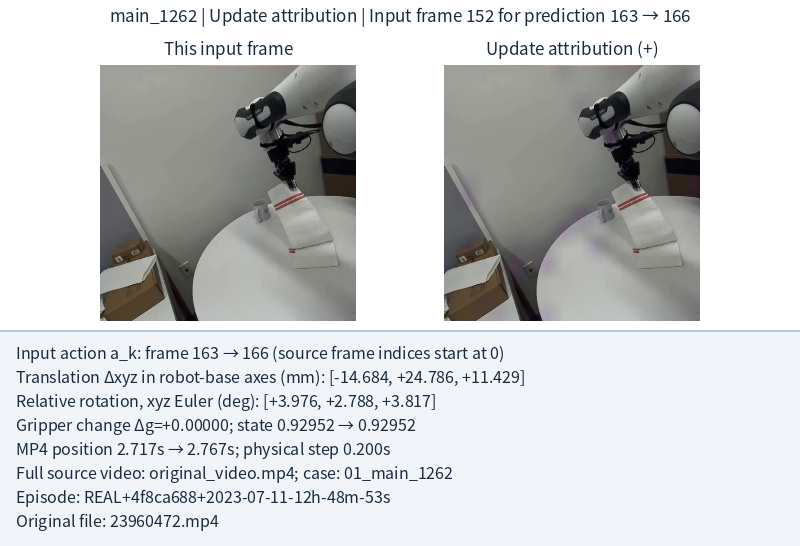 main_1262 | Update attribution | Input frame 152 for prediction 163 → 166
This input frame
Update attribution (+)
Input action a_k: frame 163 → 166 (source frame indices start at 0)
Translation Δxyz in robot-base axes (mm): [-14.684, +24.786, +11.429]
Relative rotation, xyz Euler (deg): [+3.976, +2.788, +3.817]
Gripper change Δg=+0.00000; state 0.92952 → 0.92952
MP4 position 2.717s → 2.767s; physical step 0.200s
Full source video: original_video.mp4; case: 01_main_1262
Episode: REAL+4f8ca688+2023-07-11-12h-48m-53s
Original file: 23960472.mp4